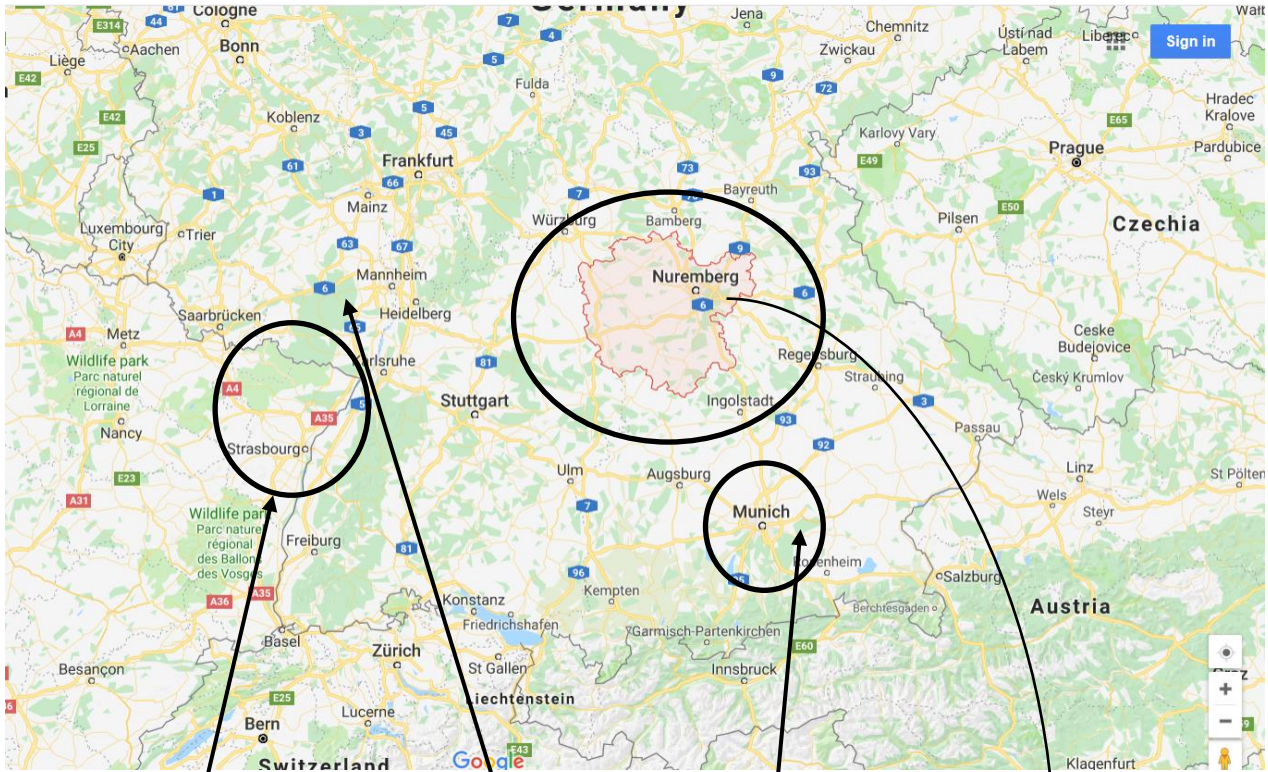 Germany
Cologne
61
7
Jena
Chemnitz
Ústí nad
Labem
Sign in
E314
44
4
Aachen
Bonn
Zwickau
Liège
5
9
E42
Fulda
72
Hradec
Kralove
5
E42
Koblenz
3
45
Karlovy Vary
E65
E25
Frankfurt
Prague
Pardubice
61
73
E49
66
93
1
7
Bayreuth
Mainz
E50
Luxembourg
City
Trier
Würzburg
Bamberg
Pilsen
Czechia
63
67
9
Mannheim
Nuremberg
6
6
6
Saarbrücken
Heidelberg
A4
Metz
Ceske
Budejovice
Wildlife park
Parc naturel
régional de
Lorraine
Karlsruhe
81
Regensburg
Straubing
Český Krumlov
A4
Stuttgart
Ingolstadt
3
5
A35
93
Nancy
Passau
Strasbourg
92
E23
Ulm
Augsburg
Linz
St Pölten
A31
7
Wels
Wildlife park
Parc naturel
régional
des Ballons
des Vosges
Munich
Steyr
Freiburg
81
96
95
Rosenheim
Salzburg
A36
A35
Kempten
Konstanz
Austria
Berchtesgaden
Friedrichshafen
Basel
Garmisch-Partenkirchen
Zürich
E60
Besançon
St Gallen
Innsbruck
Liechtenstein
E25
Lucerne
Bern
E43
Google
Klagenfurt
Switzerland